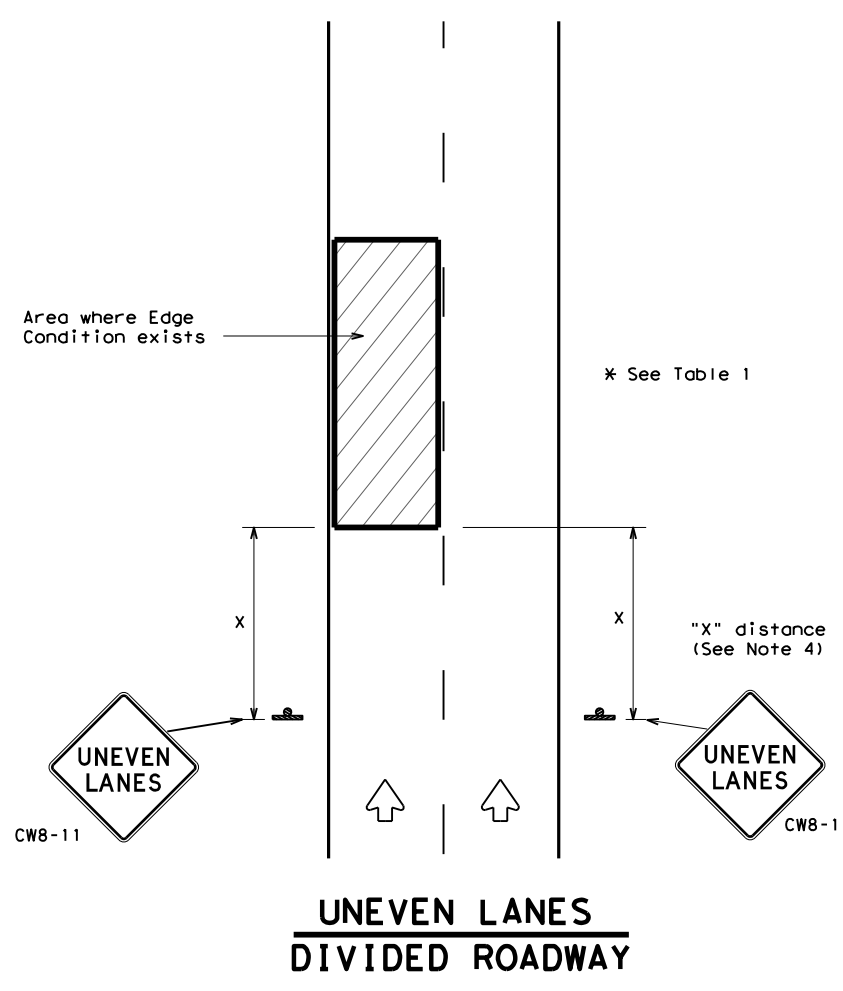 Area where Edge
Condition exists
* See Table 1
X
X
"X" distance
(See Note 4)
UNEVEN
LANES
CW8-11
UNEVEN
LANES
CW8-1
UNEVEN LANES
DIVIDED ROADWAY